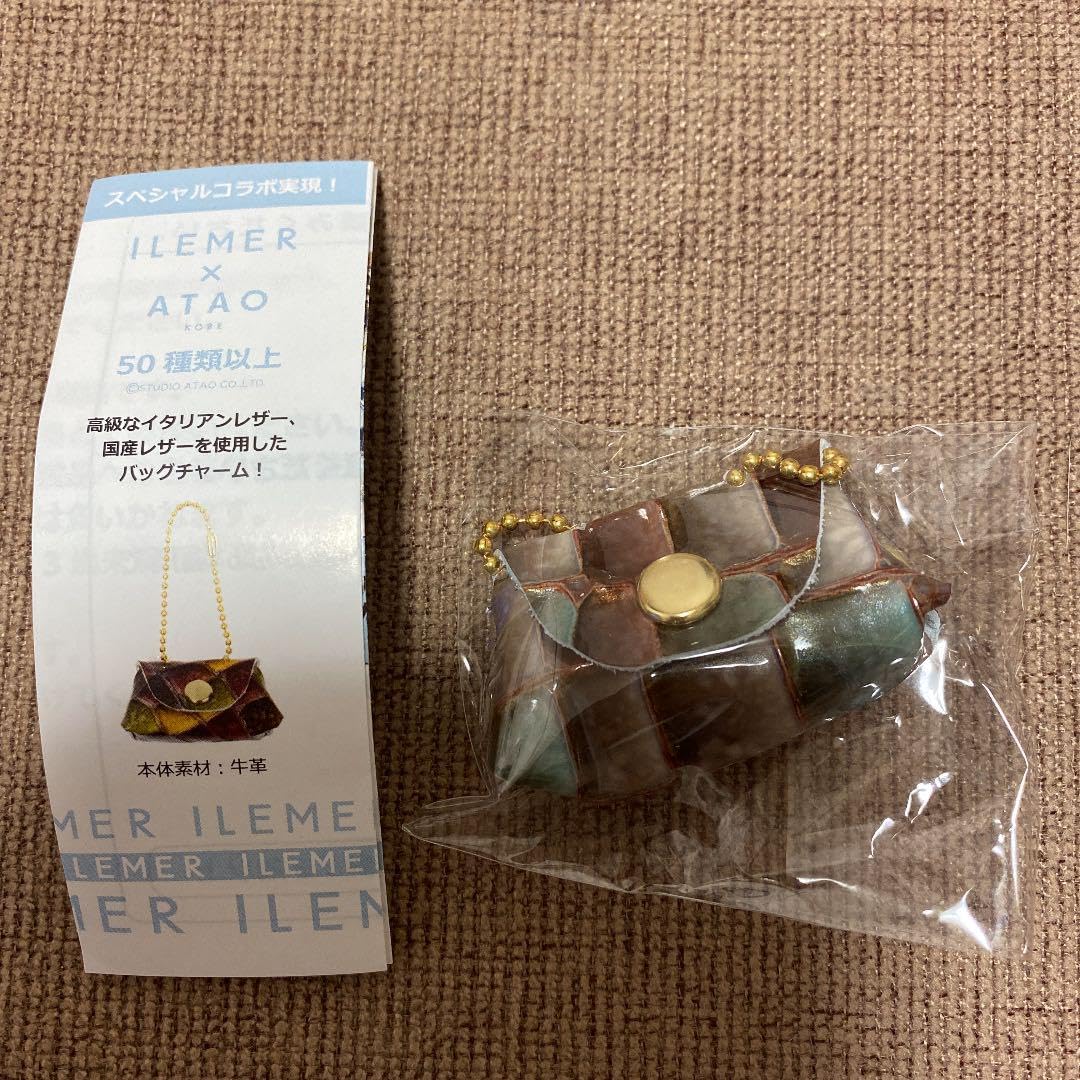 スペシャルコラボ実現！
ILEMER
×
ATAO
KOBE
50 種類以上
©STUDIO ATAO CO.,LTD.
高級なイタリアンレザー、
国産レザーを使用した
バッグチャーム！
本体素材：牛革
MER ILEME
LEMER ILEMER
MER ILEM